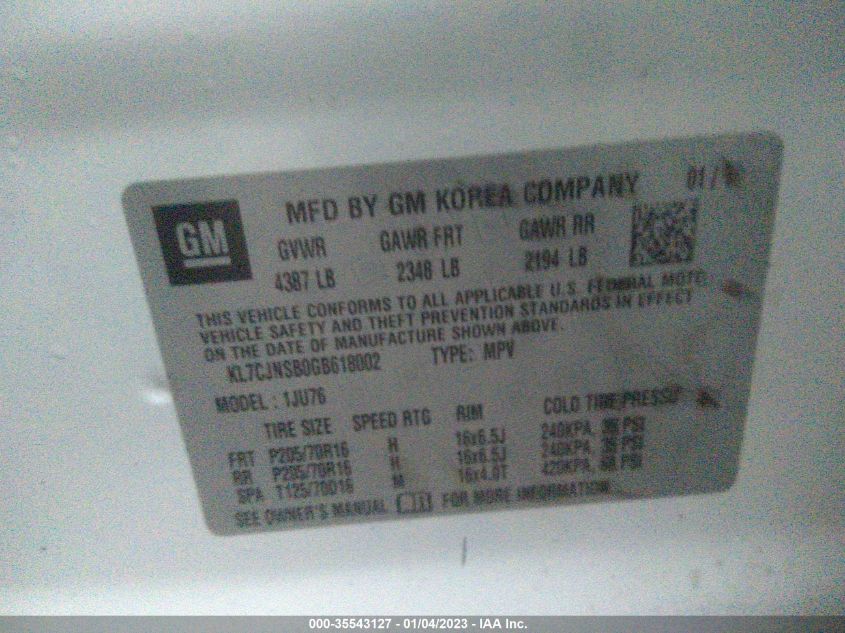 MFD BY GM KOREA COMPANY 01/
GM
GVWR GAWR FRT GAWR RR
4387 LB 2348 LB 2194 LB
THIS VEHICLE CONFORMS TO ALL APPLICABLE U.S. FEDERAL MOTOR
VEHICLE SAFETY AND THEFT PREVENTION STANDARDS IN EFFECT
ON THE DATE OF MANUFACTURE SHOWN ABOVE.
KL7CJNSB0GB618002 TYPE: MPV
MODEL: 1JU76
TIRE SIZE SPEED RTG RIM COLD TIRE PRESSURE
FRT P205/70R16 H 16x6.5J 240KPA, 35 PSI
RR P205/70R16 H 16x6.5J 240KPA, 35 PSI
SPA T125/70D16 M 16x4.0T 420KPA, 60 PSI
SEE OWNER'S MANUAL FOR MORE INFORMATION
000-35543127 - 01/04/2023 - IAA Inc.